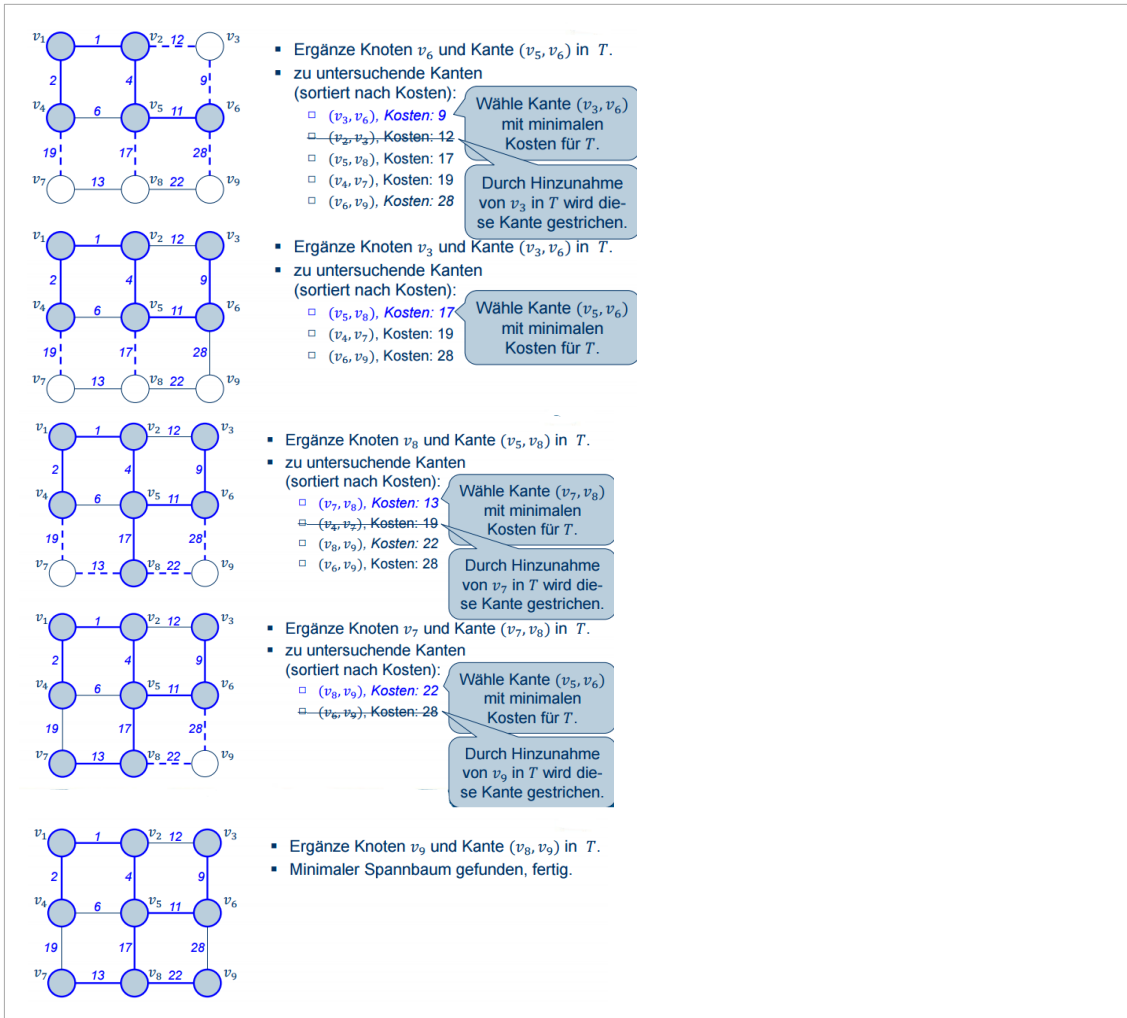 v₁ 1 v₂ 12 v₃
2 4 9
v₄ 6 v₅ 11 v₆
19 17 28
v₇ 13 v₈ 22 v₉
▪ Ergänze Knoten v₆ und Kante (v₅, v₆) in T.
▪ zu untersuchende Kanten
(sortiert nach Kosten):
□ (v₃, v₆), Kosten: 9
□ (v₂, v₃), Kosten: 12
□ (v₅, v₈), Kosten: 17
□ (v₄, v₇), Kosten: 19
□ (v₆, v₉), Kosten: 28
Wähle Kante (v₃, v₆)
mit minimalen
Kosten für T.
Durch Hinzunahme
von v₃ in T wird die-
se Kante gestrichen.
v₁ 1 v₂ 12 v₃
2 4 9
v₄ 6 v₅ 11 v₆
19 17 28
v₇ 13 v₈ 22 v₉
▪ Ergänze Knoten v₃ und Kante (v₃, v₆) in T.
▪ zu untersuchende Kanten
(sortiert nach Kosten):
□ (v₅, v₈), Kosten: 17
□ (v₄, v₇), Kosten: 19
□ (v₆, v₉), Kosten: 28
Wähle Kante (v₅, v₆)
mit minimalen
Kosten für T.
v₁ 1 v₂ 12 v₃
2 4 9
v₄ 6 v₅ 11 v₆
19 17 28
v₇ 13 v₈ 22 v₉
▪ Ergänze Knoten v₈ und Kante (v₅, v₈) in T.
▪ zu untersuchende Kanten
(sortiert nach Kosten):
□ (v₇, v₈), Kosten: 13
□ (v₄, v₇), Kosten: 19
□ (v₈, v₉), Kosten: 22
□ (v₆, v₉), Kosten: 28
Wähle Kante (v₇, v₈)
mit minimalen
Kosten für T.
Durch Hinzunahme
von v₇ in T wird die-
se Kante gestrichen.
v₁ 1 v₂ 12 v₃
2 4 9
v₄ 6 v₅ 11 v₆
19 17 28
v₇ 13 v₈ 22 v₉
▪ Ergänze Knoten v₇ und Kante (v₇, v₈) in T.
▪ zu untersuchende Kanten
(sortiert nach Kosten):
□ (v₈, v₉), Kosten: 22
□ (v₆, v₉), Kosten: 28
Wähle Kante (v₅, v₆)
mit minimalen
Kosten für T.
Durch Hinzunahme
von v₉ in T wird die-
se Kante gestrichen.
v₁ 1 v₂ 12 v₃
2 4 9
v₄ 6 v₅ 11 v₆
19 17 28
v₇ 13 v₈ 22 v₉
▪ Ergänze Knoten v₉ und Kante (v₈, v₉) in T.
▪ Minimaler Spannbaum gefunden, fertig.